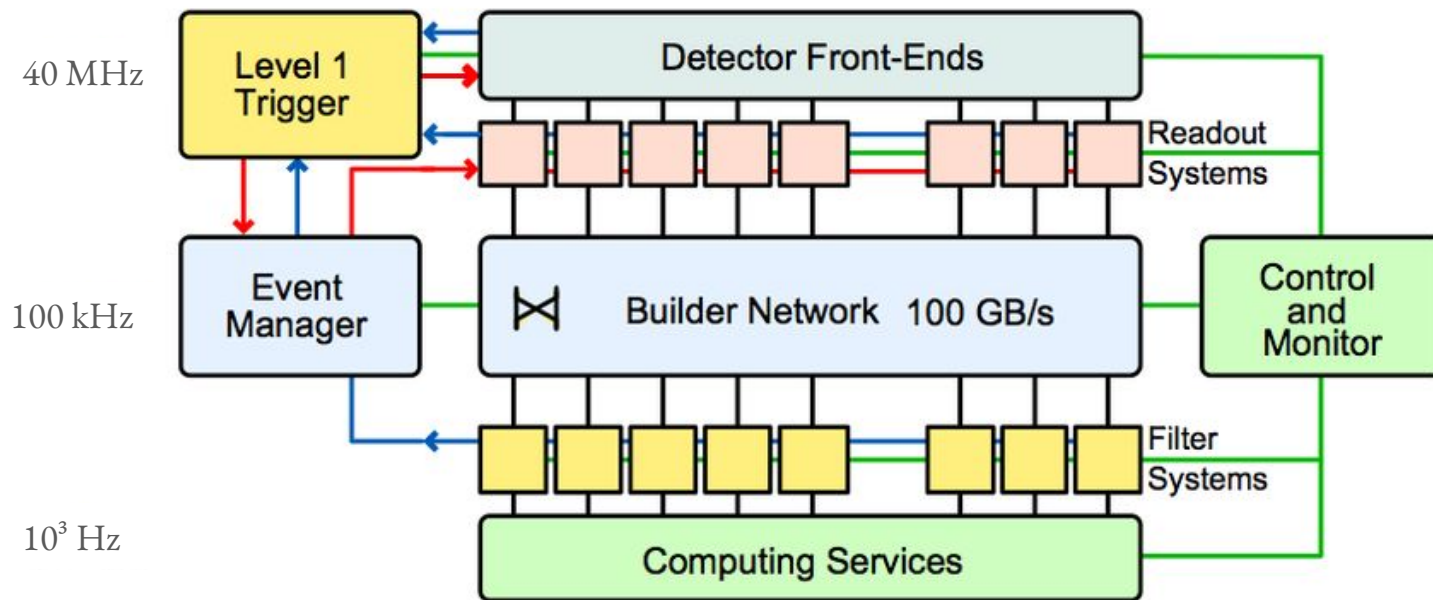 40 MHz
Level 1
Trigger
Detector Front-Ends
Readout
Systems
100 kHz
Event
Manager
Builder Network 100 GB/s
Control
and
Monitor
Filter
Systems
10³ Hz
Computing Services